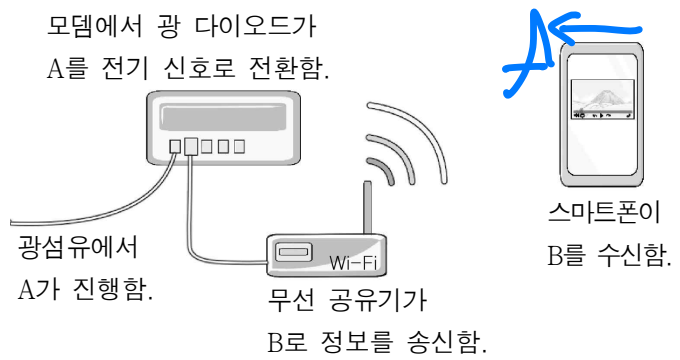 모뎀에서 광 다이오드가
A를 전기 신호로 전환함.
A
Wi-Fi
광섬유에서
A가 진행함.
무선 공유기가
B로 정보를 송신함.
스마트폰이
B를 수신함.